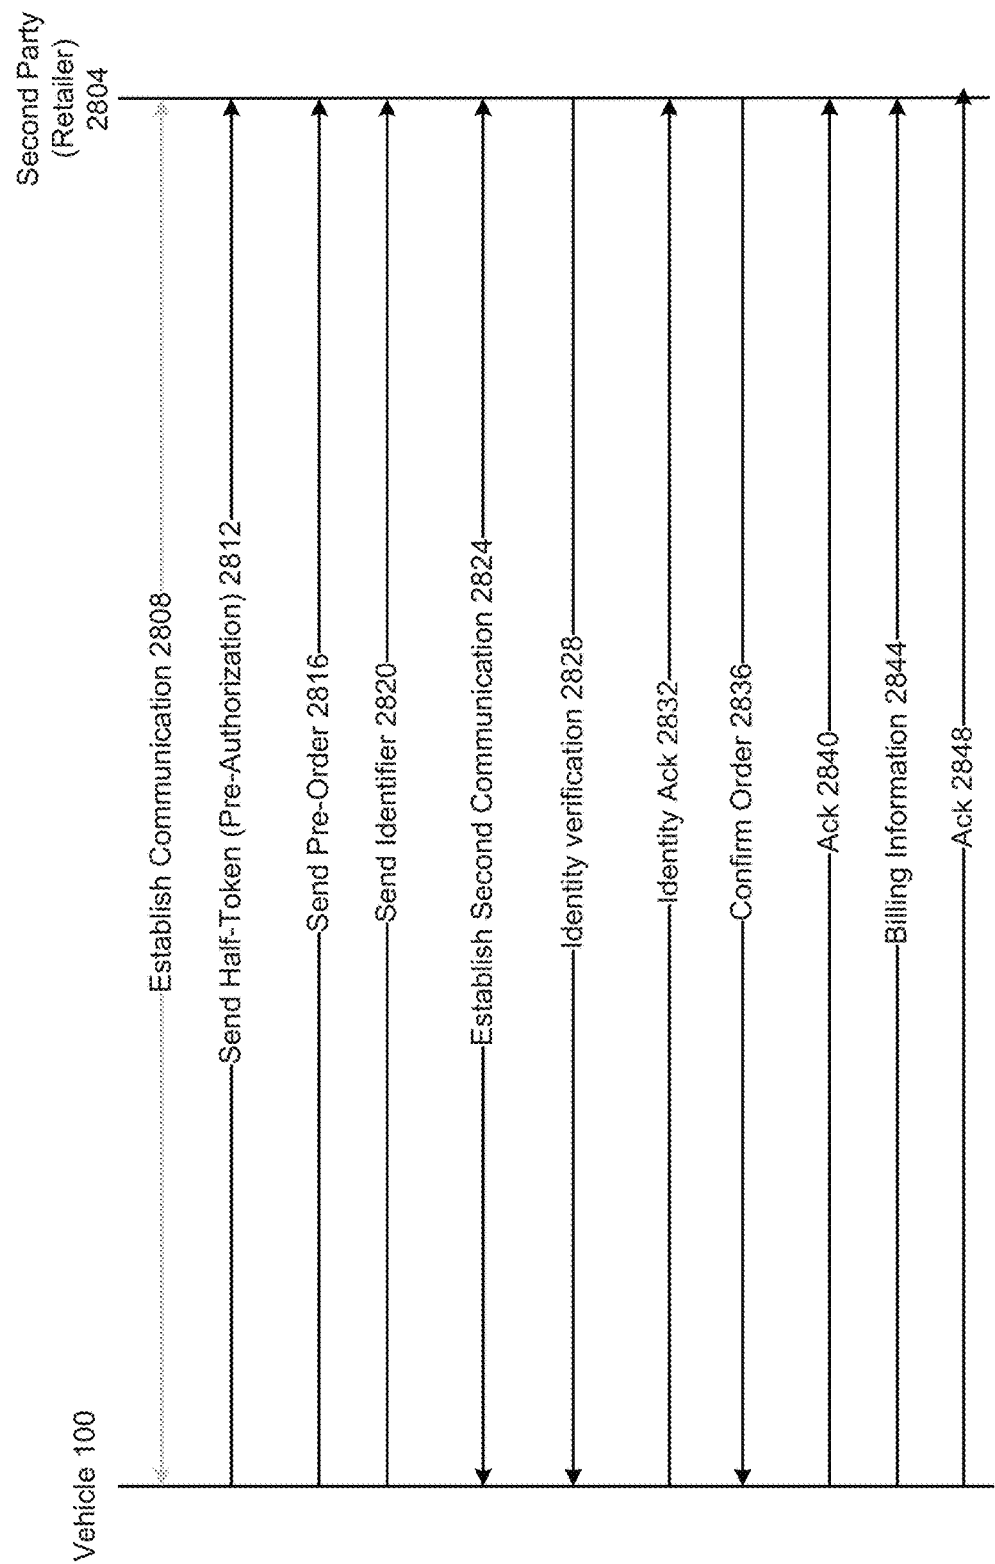 Vehicle 100
Second Party
(Retailer)
2804
Establish Communication 2808
Send Half-Token (Pre-Authorization) 2812
Send Pre-Order 2816
Send Identifier 2820
Establish Second Communication 2824
Identity verification 2828
Identity Ack 2832
Confirm Order 2836
Ack 2840
Billing Information 2844
Ack 2848